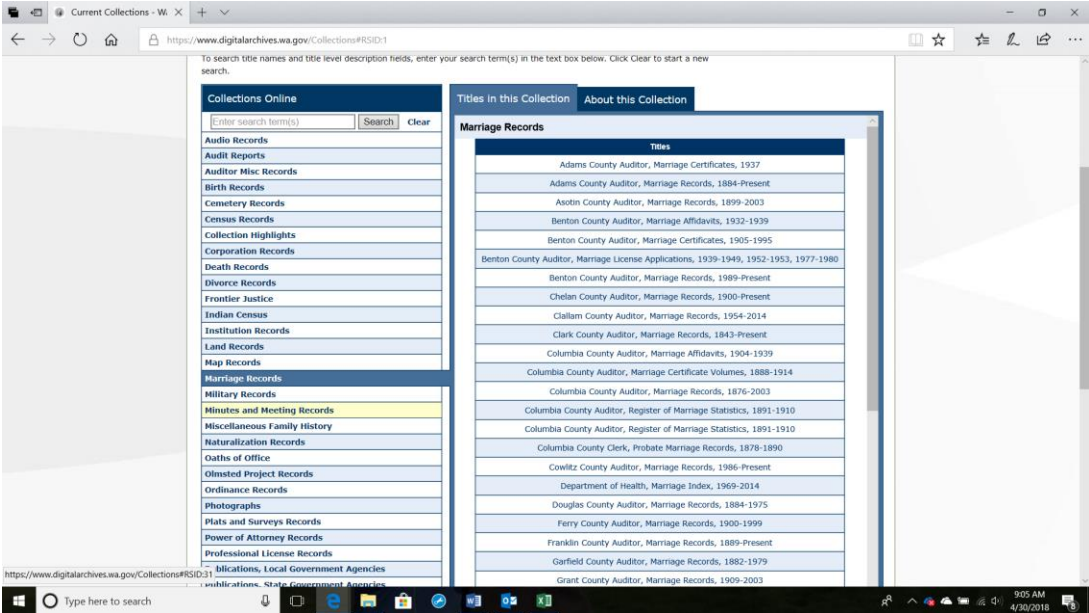 Current Collections - Wa
https://www.digitalarchives.wa.gov/Collections#RSID:1
To search title names and title level description fields, enter your search term(s) in the text box below. Click Clear to start a new
search.
Collections Online
Enter search term(s)
Search
Clear
Audio Records
Audit Reports
Auditor Misc Records
Birth Records
Cemetery Records
Census Records
Collection Highlights
Corporation Records
Death Records
Divorce Records
Frontier Justice
Indian Census
Institution Records
Land Records
Map Records
Marriage Records
Military Records
Minutes and Meeting Records
Miscellaneous Family History
Naturalization Records
Oaths of Office
Olmsted Project Records
Ordinance Records
Photographs
Plats and Surveys Records
Power of Attorney Records
Professional License Records
Publications, Local Government Agencies
Publications, State Government Agencies
Titles in this Collection
About this Collection
Marriage Records
Titles
Adams County Auditor, Marriage Certificates, 1937
Adams County Auditor, Marriage Records, 1884-Present
Asotin County Auditor, Marriage Records, 1899-2003
Benton County Auditor, Marriage Affidavits, 1932-1939
Benton County Auditor, Marriage Certificates, 1905-1995
Benton County Auditor, Marriage License Applications, 1939-1949, 1952-1953, 1977-1980
Benton County Auditor, Marriage Records, 1989-Present
Chelan County Auditor, Marriage Records, 1900-Present
Clallam County Auditor, Marriage Records, 1954-2014
Clark County Auditor, Marriage Records, 1843-Present
Columbia County Auditor, Marriage Affidavits, 1904-1939
Columbia County Auditor, Marriage Certificate Volumes, 1888-1914
Columbia County Auditor, Marriage Records, 1876-2003
Columbia County Auditor, Register of Marriage Statistics, 1891-1910
Columbia County Auditor, Register of Marriage Statistics, 1891-1910
Columbia County Clerk, Probate Marriage Records, 1878-1890
Cowlitz County Auditor, Marriage Records, 1986-Present
Department of Health, Marriage Index, 1969-2014
Douglas County Auditor, Marriage Records, 1884-1975
Ferry County Auditor, Marriage Records, 1900-1999
Franklin County Auditor, Marriage Records, 1889-Present
Garfield County Auditor, Marriage Records, 1882-1979
Grant County Auditor, Marriage Records, 1909-2003
https://www.digitalarchives.wa.gov/Collections#RSID:31
Type here to search
9:05 AM
4/30/2018